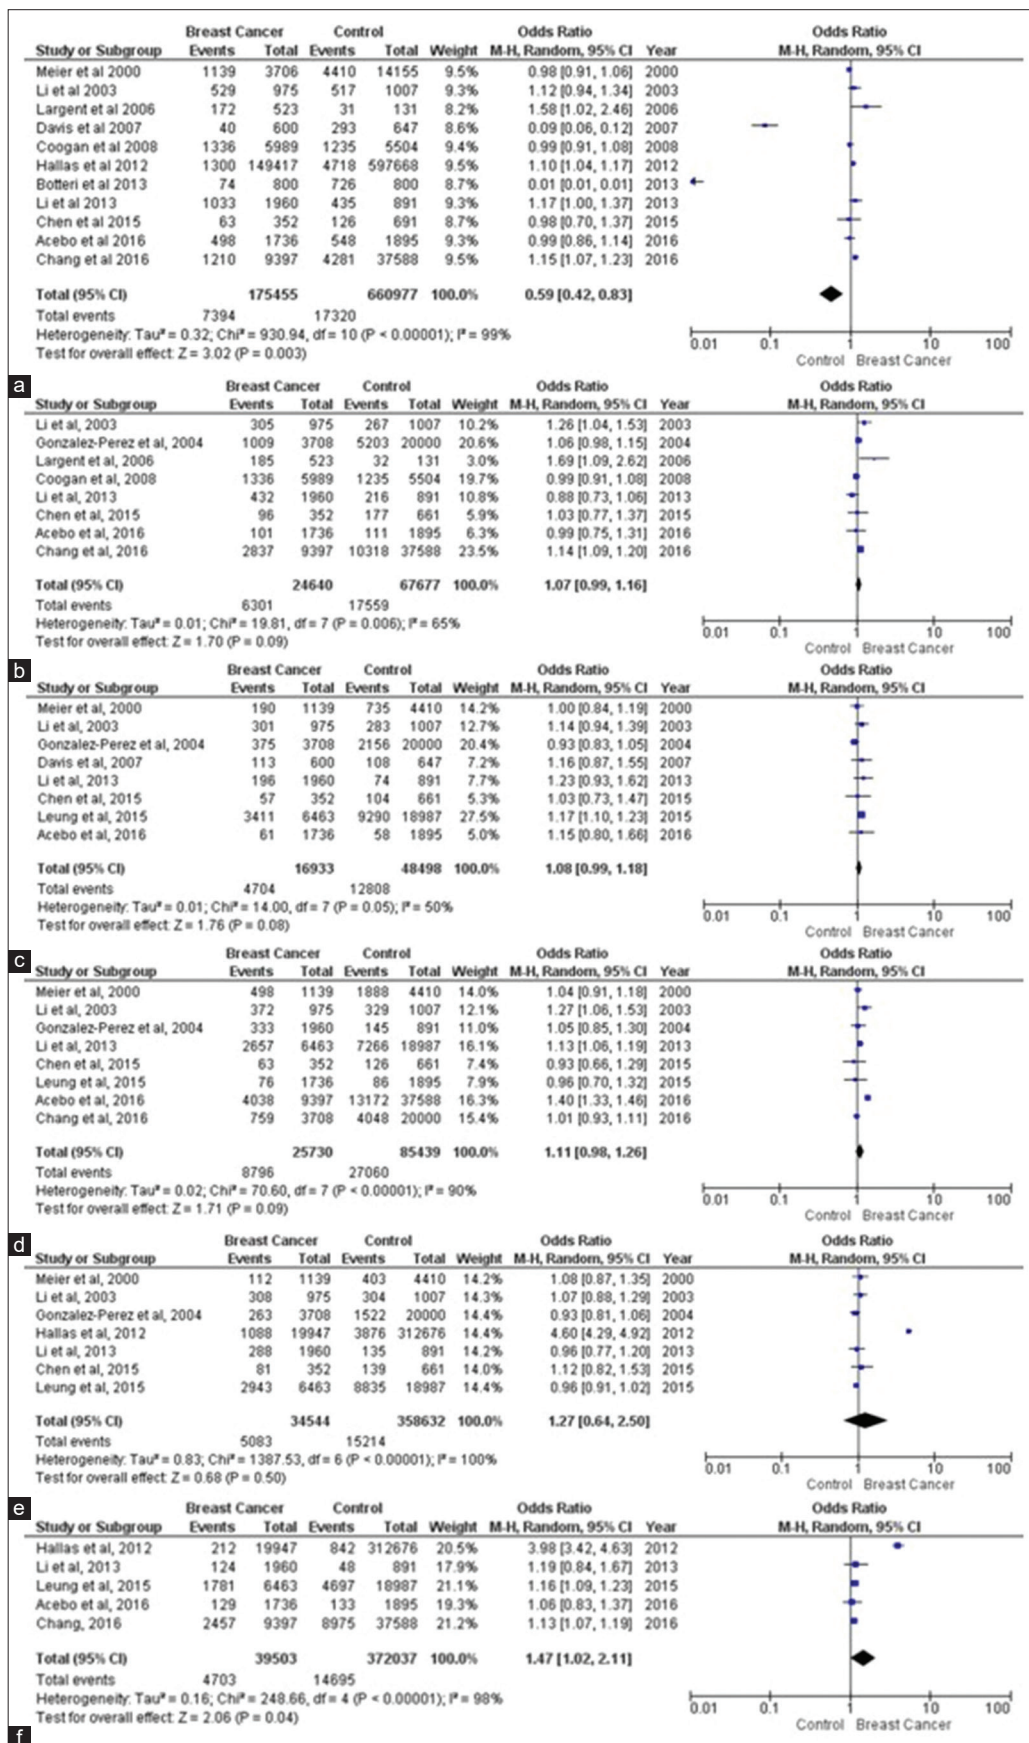 Breast Cancer Control Odds Ratio Odds Ratio
Study or Subgroup Events Total Events Total Weight M-H, Random, 95% CI Year M-H, Random, 95% CI
Meier et al 2000 1139 3706 4410 14155 9.5% 0.98 [0.91, 1.06] 2000
Li et al 2003 529 975 517 1007 9.3% 1.12 [0.94, 1.34] 2003
Largent et al 2006 172 523 31 131 8.2% 1.58 [1.02, 2.46] 2006
Davis et al 2007 40 600 293 647 8.6% 0.09 [0.06, 0.12] 2007
Coogan et al 2008 1336 5989 1235 5504 9.5% 0.99 [0.91, 1.08] 2008
Hallas et al 2012 1300 149417 4718 597668 9.5% 1.10 [1.04, 1.17] 2012
Botteri et al 2013 74 800 726 800 8.7% 0.01 [0.01, 0.01] 2013
Li et al 2013 1033 1960 435 891 9.3% 1.17 [1.00, 1.37] 2013
Chen et al 2015 63 352 126 691 8.7% 0.98 [0.70, 1.37] 2015
Acebo et al 2016 498 1736 548 1895 9.3% 0.99 [0.86, 1.14] 2016
Chang et al 2016 1210 9397 4281 37588 9.5% 1.15 [1.07, 1.23] 2016
Total (95% CI) 175455 660977 100.0% 0.59 [0.42, 0.83]
Total events 7394 17320
Heterogeneity: Tau² = 0.32; Chi² = 930.94, df = 10 (P < 0.00001); I² = 99%
Test for overall effect: Z = 3.02 (P = 0.003)
0.01 0.1 1 10 100
Control Breast Cancer
a
Breast Cancer Control Odds Ratio Odds Ratio
Study or Subgroup Events Total Events Total Weight M-H, Random, 95% CI Year M-H, Random, 95% CI
Li et al, 2003 305 975 267 1007 10.2% 1.26 [1.04, 1.53] 2003
Gonzalez-Perez et al, 2004 1009 3708 5203 20000 20.6% 1.06 [0.98, 1.15] 2004
Largent et al, 2006 185 523 32 131 3.0% 1.69 [1.09, 2.62] 2006
Coogan et al, 2008 1336 5989 1235 5504 19.7% 0.99 [0.91, 1.08] 2008
Li et al, 2013 432 1960 216 891 10.8% 0.88 [0.73, 1.06] 2013
Chen et al, 2015 96 352 177 661 5.9% 1.03 [0.77, 1.37] 2015
Acebo et al, 2016 101 1736 111 1895 6.3% 0.99 [0.75, 1.31] 2016
Chang et al, 2016 2837 9397 10318 37588 23.5% 1.14 [1.09, 1.20] 2016
Total (95% CI) 24640 67677 100.0% 1.07 [0.99, 1.16]
Total events 6301 17559
Heterogeneity: Tau² = 0.01; Chi² = 19.81, df = 7 (P = 0.006); I² = 65%
Test for overall effect: Z = 1.70 (P = 0.09)
0.01 0.1 1 10 100
Control Breast Cancer
b
Breast Cancer Control Odds Ratio Odds Ratio
Study or Subgroup Events Total Events Total Weight M-H, Random, 95% CI Year M-H, Random, 95% CI
Meier et al, 2000 190 1139 735 4410 14.2% 1.00 [0.84, 1.19] 2000
Li et al, 2003 301 975 283 1007 12.7% 1.14 [0.94, 1.39] 2003
Gonzalez-Perez et al, 2004 375 3708 2156 20000 20.4% 0.93 [0.83, 1.05] 2004
Davis et al, 2007 113 600 108 647 7.2% 1.16 [0.87, 1.55] 2007
Li et al, 2013 196 1960 74 891 7.7% 1.23 [0.93, 1.62] 2013
Chen et al, 2015 57 352 104 661 5.3% 1.03 [0.73, 1.47] 2015
Leung et al, 2015 3411 6463 9290 18987 27.5% 1.17 [1.10, 1.23] 2015
Acebo et al, 2016 61 1736 58 1895 5.0% 1.15 [0.80, 1.66] 2016
Total (95% CI) 16933 48498 100.0% 1.08 [0.99, 1.18]
Total events 4704 12808
Heterogeneity: Tau² = 0.01; Chi² = 14.00, df = 7 (P = 0.05); I² = 50%
Test for overall effect: Z = 1.76 (P = 0.08)
0.01 0.1 1 10 100
Control Breast Cancer
c
Breast Cancer Control Odds Ratio Odds Ratio
Study or Subgroup Events Total Events Total Weight M-H, Random, 95% CI Year M-H, Random, 95% CI
Meier et al, 2000 498 1139 1888 4410 14.0% 1.04 [0.91, 1.18] 2000
Li et al, 2003 372 975 329 1007 12.1% 1.27 [1.06, 1.53] 2003
Gonzalez-Perez et al, 2004 333 1960 145 891 11.0% 1.05 [0.85, 1.30] 2004
Li et al, 2013 2657 6463 7266 18987 16.1% 1.13 [1.06, 1.19] 2013
Chen et al, 2015 63 352 126 661 7.4% 0.93 [0.66, 1.29] 2015
Leung et al, 2015 76 1736 86 1895 7.9% 0.96 [0.70, 1.32] 2015
Acebo et al, 2016 4038 9397 13172 37588 16.3% 1.40 [1.33, 1.46] 2016
Chang et al, 2016 759 3708 4048 20000 15.4% 1.01 [0.93, 1.11] 2016
Total (95% CI) 25730 85439 100.0% 1.11 [0.98, 1.26]
Total events 8796 27060
Heterogeneity: Tau² = 0.02; Chi² = 70.60, df = 7 (P < 0.00001); I² = 90%
Test for overall effect: Z = 1.71 (P = 0.09)
0.01 0.1 1 10 100
Control Breast Cancer
d
Breast Cancer Control Odds Ratio Odds Ratio
Study or Subgroup Events Total Events Total Weight M-H, Random, 95% CI Year M-H, Random, 95% CI
Meier et al, 2000 112 1139 403 4410 14.2% 1.08 [0.87, 1.35] 2000
Li et al, 2003 308 975 304 1007 14.3% 1.07 [0.88, 1.29] 2003
Gonzalez-Perez et al, 2004 263 3708 1522 20000 14.4% 0.93 [0.81, 1.06] 2004
Hallas et al, 2012 1088 19947 3876 312676 14.4% 4.60 [4.29, 4.92] 2012
Li et al, 2013 288 1960 135 891 14.2% 0.96 [0.77, 1.20] 2013
Chen et al, 2015 81 352 139 661 14.0% 1.12 [0.82, 1.53] 2015
Leung et al, 2015 2943 6463 8835 18987 14.4% 0.96 [0.91, 1.02] 2015
Total (95% CI) 34544 358632 100.0% 1.27 [0.64, 2.50]
Total events 5083 15214
Heterogeneity: Tau² = 0.83; Chi² = 1387.53, df = 6 (P < 0.00001); I² = 100%
Test for overall effect: Z = 0.68 (P = 0.50)
0.01 0.1 1 10 100
Control Breast Cancer
e
Breast Cancer Control Odds Ratio Odds Ratio
Study or Subgroup Events Total Events Total Weight M-H, Random, 95% CI Year M-H, Random, 95% CI
Hallas et al, 2012 212 19947 842 312676 20.5% 3.98 [3.42, 4.63] 2012
Li et al, 2013 124 1960 48 891 17.9% 1.19 [0.84, 1.67] 2013
Leung et al, 2015 1781 6463 4697 18987 21.1% 1.16 [1.09, 1.23] 2015
Acebo et al, 2016 129 1736 133 1895 19.3% 1.06 [0.83, 1.37] 2016
Chang, 2016 2457 9397 8975 37588 21.2% 1.13 [1.07, 1.19] 2016
Total (95% CI) 39503 372037 100.0% 1.47 [1.02, 2.11]
Total events 4703 14695
Heterogeneity: Tau² = 0.16; Chi² = 248.66, df = 4 (P < 0.00001); I² = 98%
Test for overall effect: Z = 2.06 (P = 0.04)
0.01 0.1 1 10 100
Control Breast Cancer
f